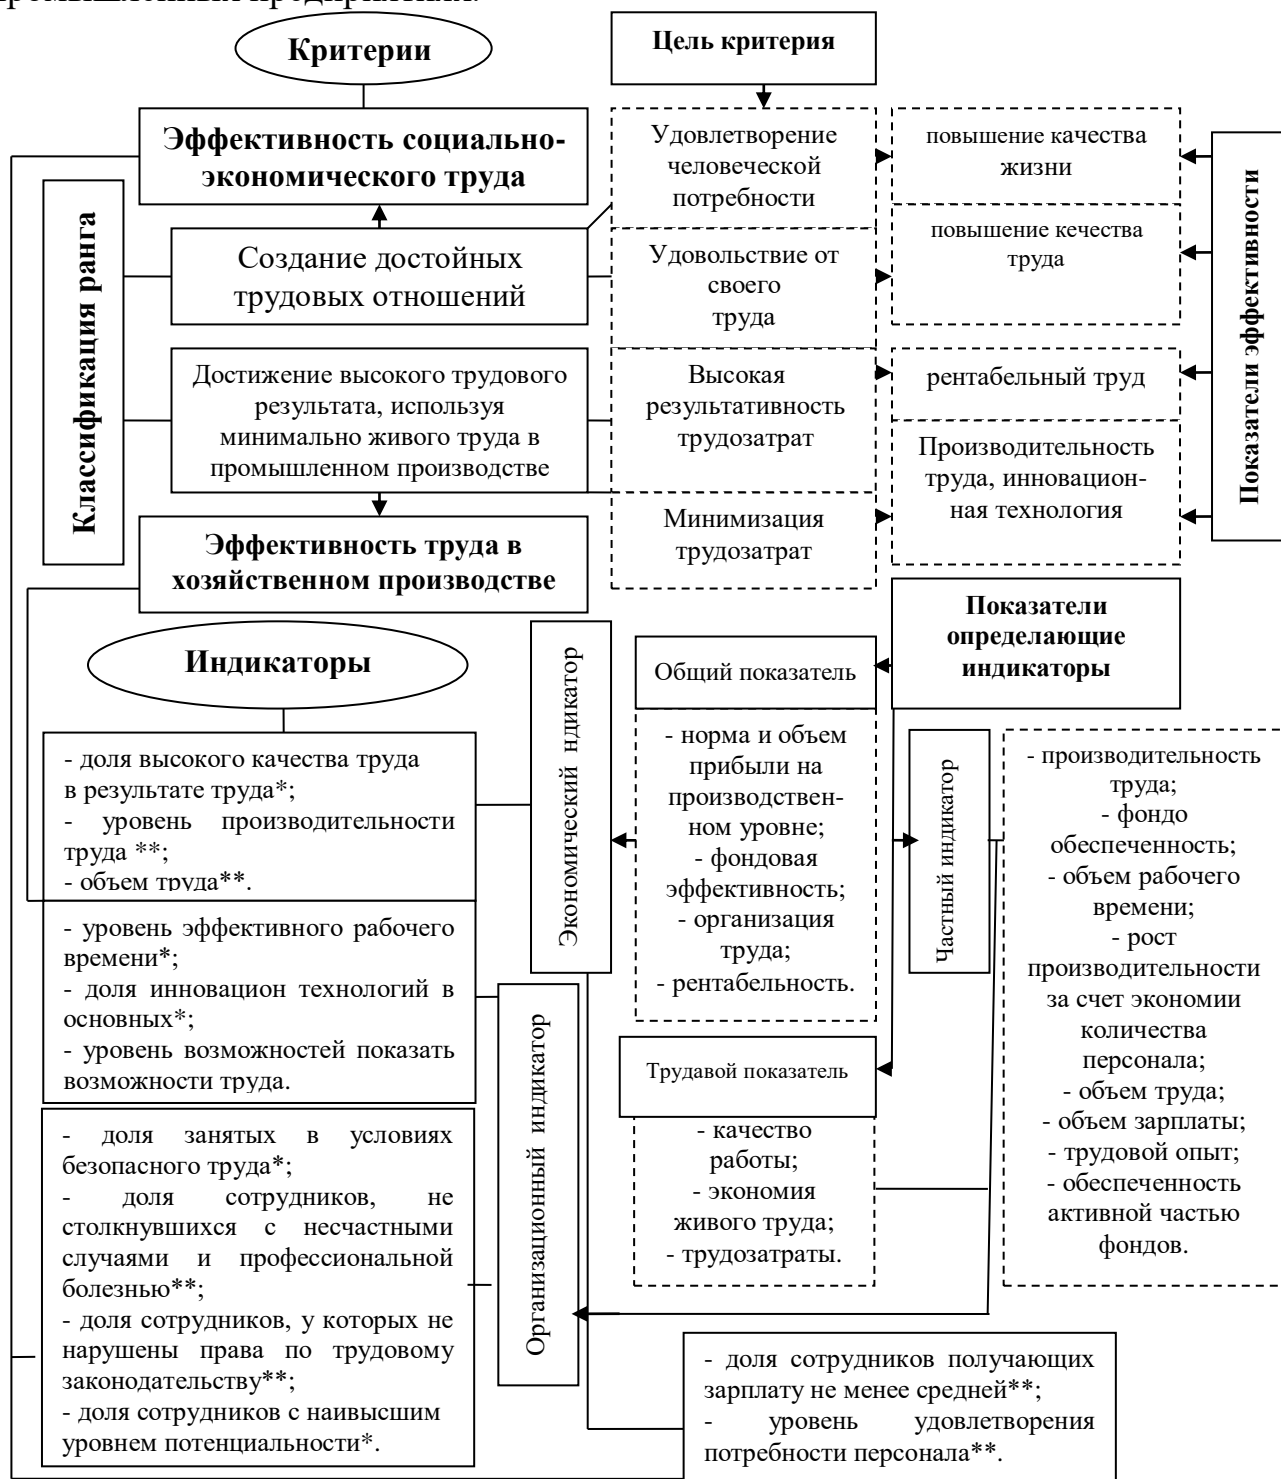 промышленных предприятиях.
Критерии
Цель критерия
Эффективность социально-
экономического труда
Удовлетворение
человеческой
потребности
повышение качества
жизни
Показатели эффективности
Классификация ранга
Создание достойных
трудовых отношений
Удовольствие от
своего
труда
повышение кечества
труда
Достижение высокого трудового
результата, используя
минимально живого труда в
промышленном производстве
Высокая
результативность
трудозатрат
рентабельный труд
Производительность
труда, инновацион-
ная технология
Эффективность труда в
хозяйственном производстве
Минимизация
трудозатрат
Показатели
определающие
индикаторы
Индикаторы
Экономический ндикатор
Общий показатель
- доля высокого качества труда
в результате труда*;
- уровень производительности
труда **;
- объем труда**.
- норма и объем
прибыли на
производствен-
ном уровне;
- фондовая
эффективность;
- организация
труда;
- рентабельность.
Частный индикатор
- производительность
труда;
- фондо
обеспеченность;
- объем рабочего
времени;
- рост
производительности
за счет экономии
количества
персонала;
- объем труда;
- объем зарплаты;
- трудовой опыт;
- обеспеченность
активной частью
фондов.
- уровень эффективного рабочего
времени*;
- доля инновацион технологий в
основных*;
- уровень возможностей показать
возможности труда.
Организационный индикатор
Трудавой показатель
- качество
работы;
- экономия
живого труда;
- трудозатраты.
- доля занятых в условиях
безопасного труда*;
- доля сотрудников, не
столкнувшихся с несчастными
случаями и профессиональной
болезнью**;
- доля сотрудников, у которых не
нарушены права по трудовому
законодательству**;
- доля сотрудников с наивысшим
уровнем потенциальности*.
- доля сотрудников получающих
зарплату не менее средней**;
- уровень удовлетворения
потребности персонала**.